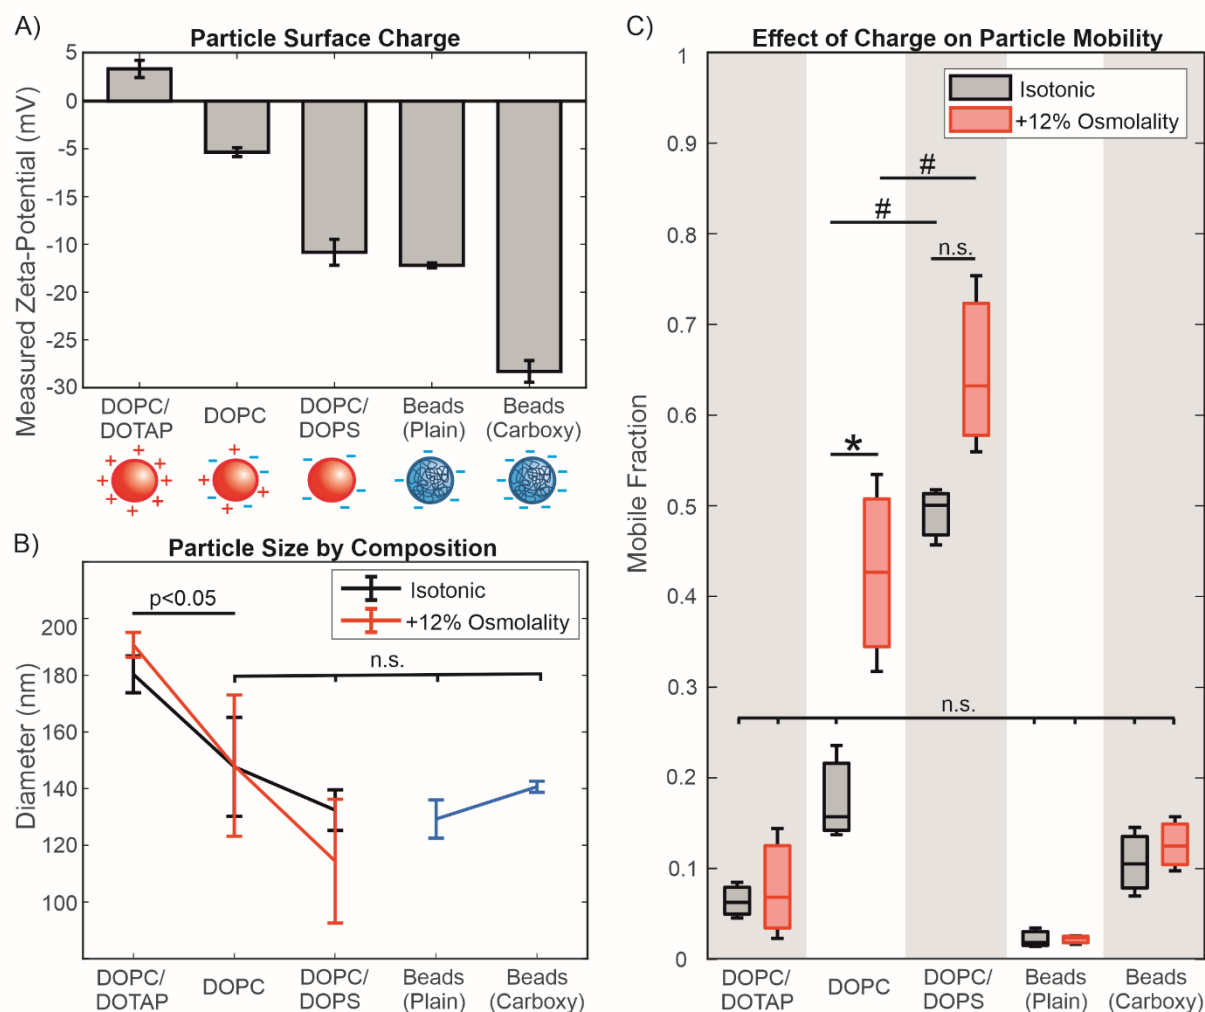 A)
Particle Surface Charge
Measured Zeta-Potential (mV)
5
0
-5
-15
-10
-20
-25
-30
DOPC/
DOTAP
DOPC
DOPC/
DOPS
Beads
(Plain)
Beads
(Carboxy)
+ + + + + + + +
+ - + - + - + -
- - - - - - -
- - - - - - -
- - - - - - -
B)
Particle Size by Composition
Diameter (nm)
200
180
160
140
120
100
p<0.05
n.s.
Isotonic
+12% Osmolality
DOPC/
DOTAP
DOPC
DOPC/
DOPS
Beads
(Plain)
Beads
(Carboxy)
C)
Effect of Charge on Particle Mobility
Mobile Fraction
1
0.9
0.8
0.7
0.6
0.5
0.4
0.3
0.2
0.1
0
Isotonic
+12% Osmolality
#
#
n.s.
*
n.s.
DOPC/
DOTAP
DOPC
DOPC/
DOPS
Beads
(Plain)
Beads
(Carboxy)